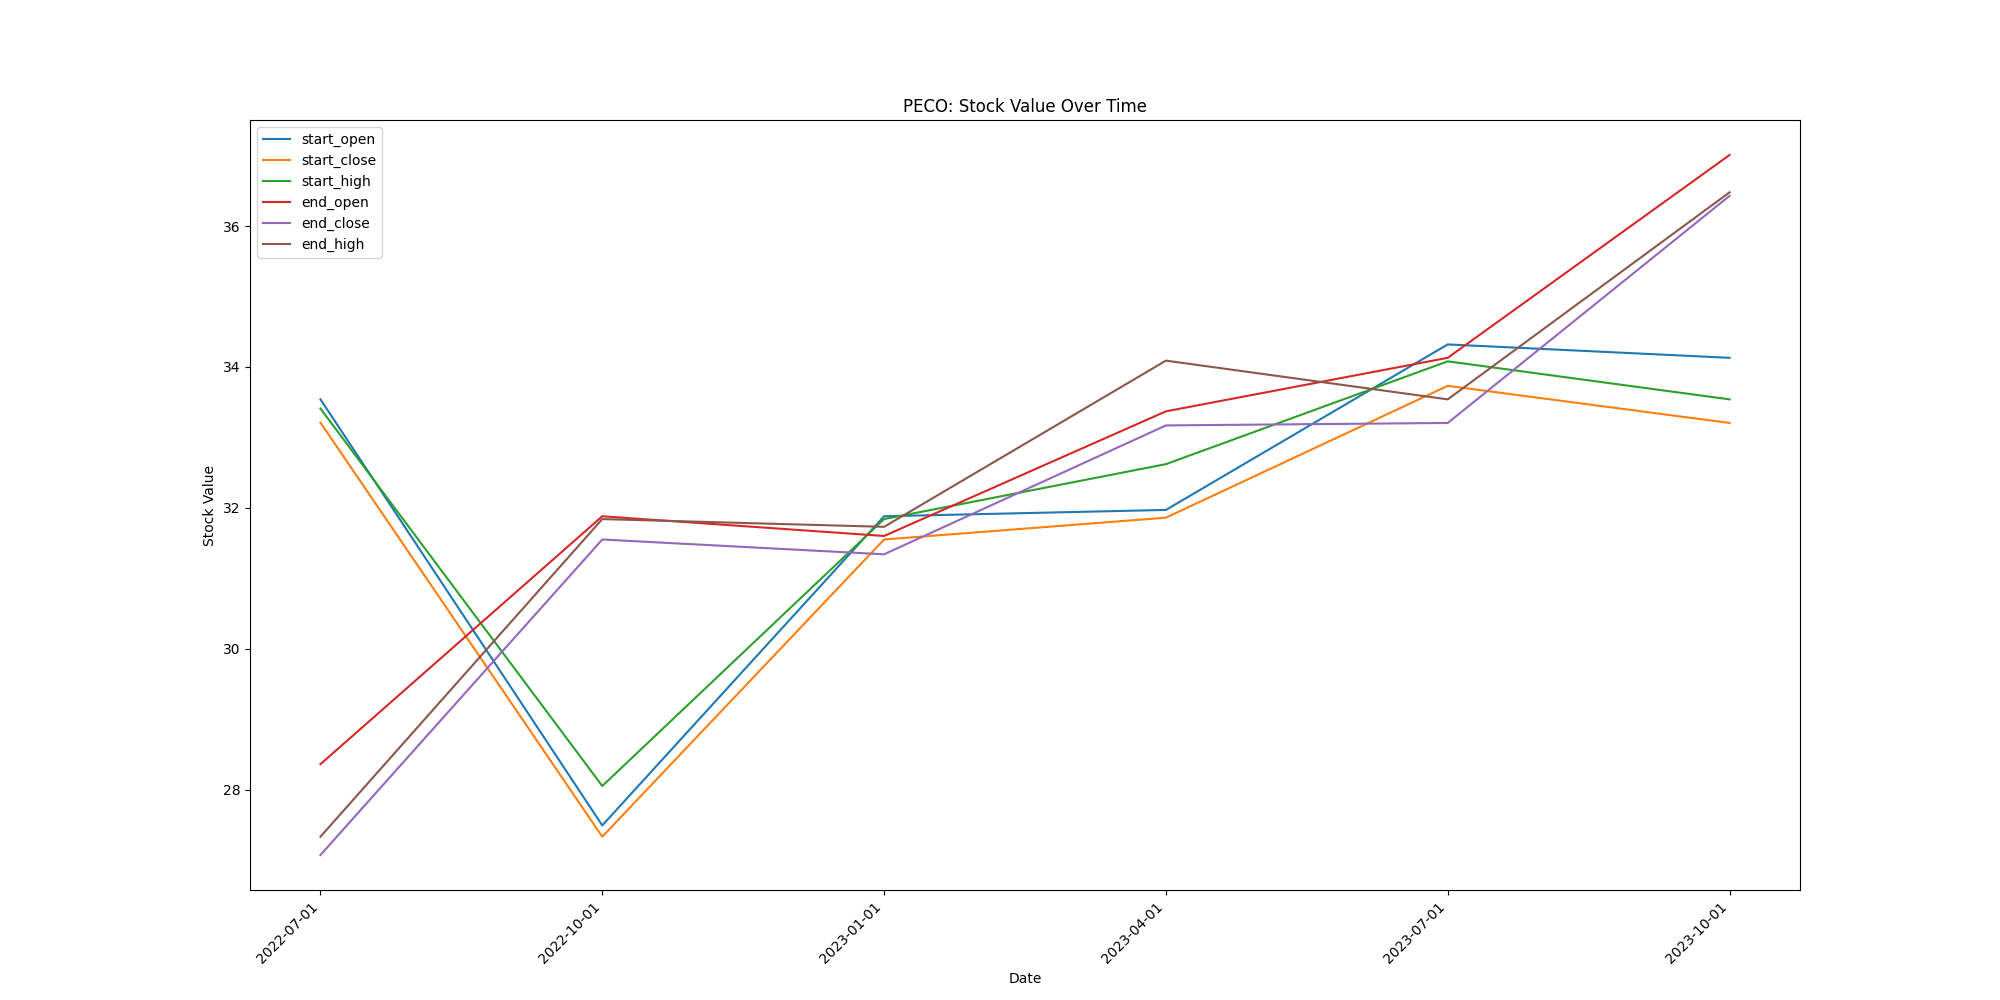 PECO: Stock Value Over Time
start_open
start_close
start_high
end_open
end_close
end_high
Stock Value
36
34
32
30
28
2022-07-01
2022-10-01
2023-01-01
2023-04-01
2023-07-01
2023-10-01
Date